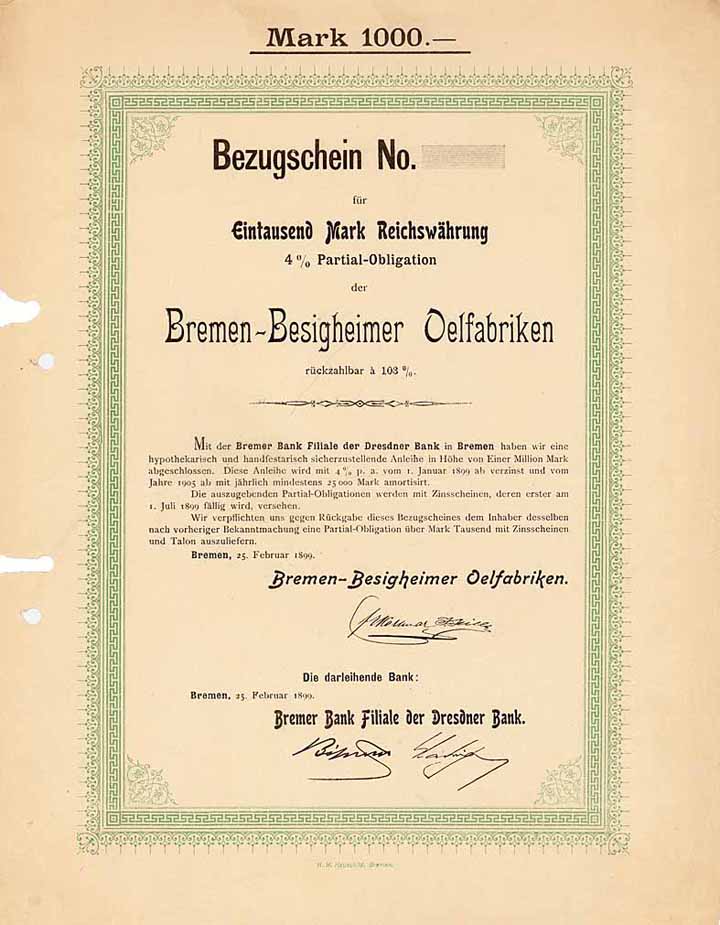 Mark 1000.—
Bezugschein No.
für
Eintausend Mark Reichswährung
4% Partial-Obligation
der
Bremen-Besigheimer Oelfabriken
rückzahlbar à 103 %.
Mit der Bremer Bank Filiale der Dresdner Bank in Bremen haben wir eine
hypothekarisch und handfestarisch sicherzustellende Anleihe in Höhe von Einer Million Mark
abgeschlossen. Diese Anleihe wird mit 4% p. a. vom 1. Januar 1899 ab verzinst und vom
Jahre 1905 ab mit jährlich mindestens 25 000 Mark amortisirt.
Die auszugebenden Partial-Obligationen werden mit Zinsscheinen, deren erster am
1. Juli 1899 fällig wird, versehen.
Wir verpflichten uns gegen Rückgabe dieses Bezugscheines dem Inhaber desselben
nach vorheriger Bekanntmachung eine Partial-Obligation über Mark Tausend mit Zinsscheinen
und Talon auszuliefern.
Bremen, 25. Februar 1899.
Bremen-Besigheimer Oelfabriken.
Die darleihende Bank:
Bremen, 25. Februar 1899.
Bremer Bank Filiale der Dresdner Bank.
Bremen.